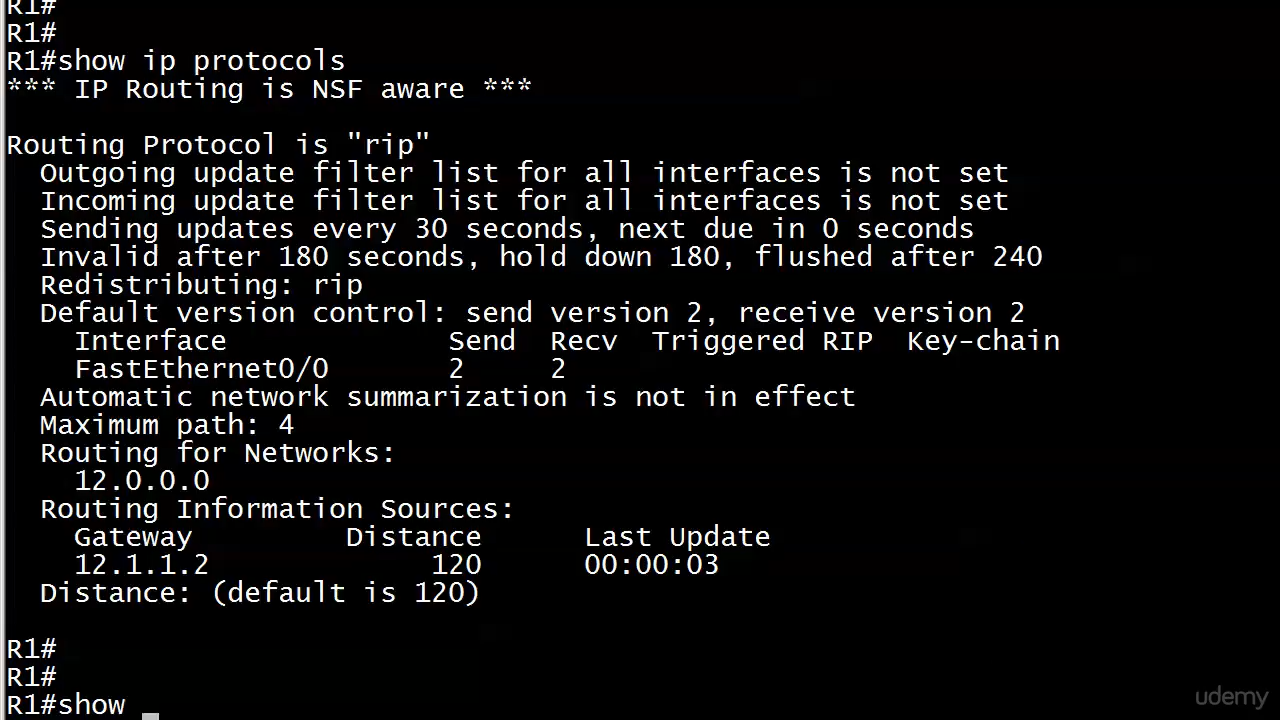 R1#
R1#
R1#show ip protocols
*** IP Routing is NSF aware ***
Routing Protocol is "rip"
Outgoing update filter list for all interfaces is not set
Incoming update filter list for all interfaces is not set
Sending updates every 30 seconds, next due in 0 seconds
Invalid after 180 seconds, hold down 180, flushed after 240
Redistributing: rip
Default version control: send version 2, receive version 2
Interface Send Recv Triggered RIP Key-chain
FastEthernet0/0 2 2
Automatic network summarization is not in effect
Maximum path: 4
Routing for Networks:
12.0.0.0
Routing Information Sources:
Gateway Distance Last Update
12.1.1.2 120 00:00:03
Distance: (default is 120)
R1#
R1#
R1#show
udemy